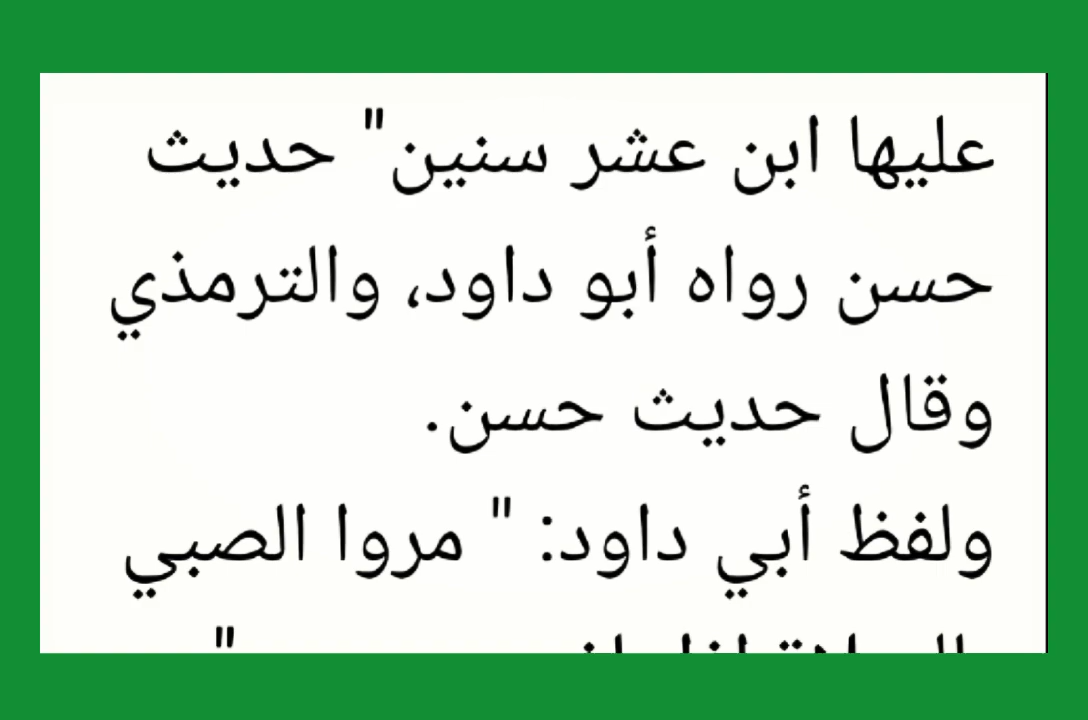 عليها ابن عشر سنين" حديث
حسن رواه أبو داود، والترمذي
وقال حديث حسن.
ولفظ أبي داود: " مروا الصبي